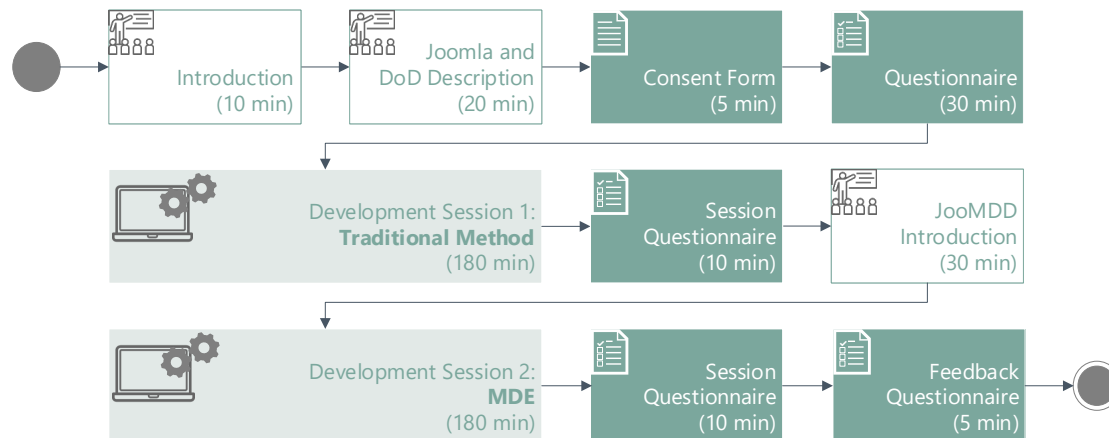 Introduction
(10 min)
Joomla and
DoD Description
(20 min)
Consent Form
(5 min)
Questionnaire
(30 min)
Development Session 1:
Traditional Method
(180 min)
Session
Questionnaire
(10 min)
JooMDD
Introduction
(30 min)
Development Session 2:
MDE
(180 min)
Session
Questionnaire
(10 min)
Feedback
Questionnaire
(5 min)